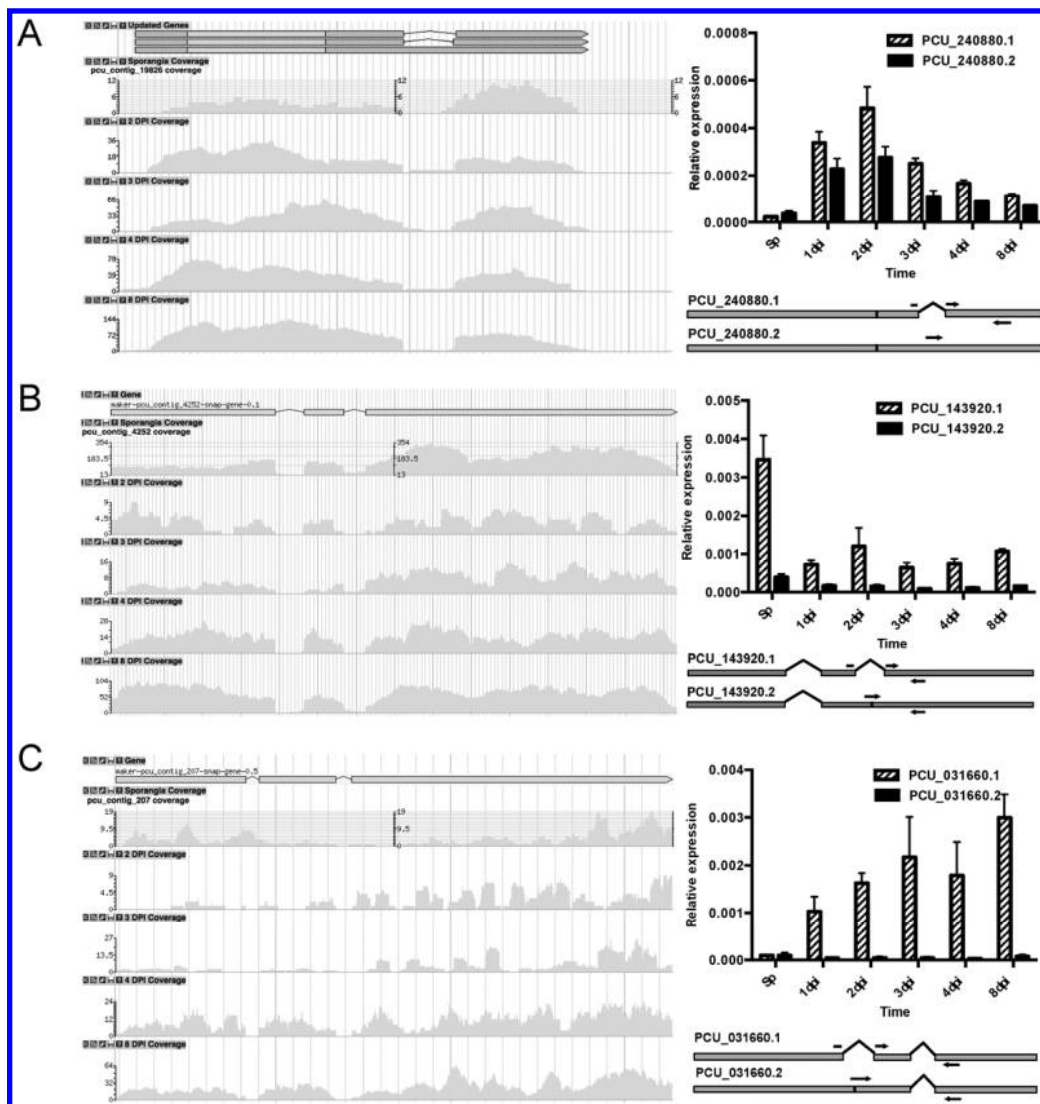 A
Updated Genes
Sporangia Coverage
pcu_contig_19826 coverage
12 12 12
6 6 6
0 0 0
2 DPI Coverage
36
18
0
3 DPI Coverage
66
33
0
4 DPI Coverage
78
39
0
8 DPI Coverage
144
72
0
PCU_240880.1
PCU_240880.2
Relative expression
0.0008
0.0006
0.0004
0.0002
0.0000
Sp 1dpi 2dpi 3dpi 4dpi 8dpi
Time
PCU_240880.1
PCU_240880.2
B
Gene
maker-pcu_contig_4252-snap-gene-0.1
Sporangia Coverage
pcu_contig_4252 coverage
354 354
183.5 183.5
13 13
2 DPI Coverage
9
4.5
0
3 DPI Coverage
16
8
0
4 DPI Coverage
28
14
0
8 DPI Coverage
104
52
0
PCU_143920.1
PCU_143920.2
Relative expression
0.005
0.004
0.003
0.002
0.001
0.000
Sp 1dpi 2dpi 3dpi 4dpi 8dpi
Time
PCU_143920.1
PCU_143920.2
C
Gene
maker-pcu_contig_207-snap-gene-0.5
Sporangia Coverage
pcu_contig_207 coverage
19 19
9.5 9.5
0 0
2 DPI Coverage
9
4.5
0
3 DPI Coverage
27
13.5
0
4 DPI Coverage
24
12
0
8 DPI Coverage
64
32
0
PCU_031660.1
PCU_031660.2
Relative expression
0.004
0.003
0.002
0.001
0.000
Sp 1dpi 2dpi 3dpi 4dpi 8dpi
Time
PCU_031660.1
PCU_031660.2